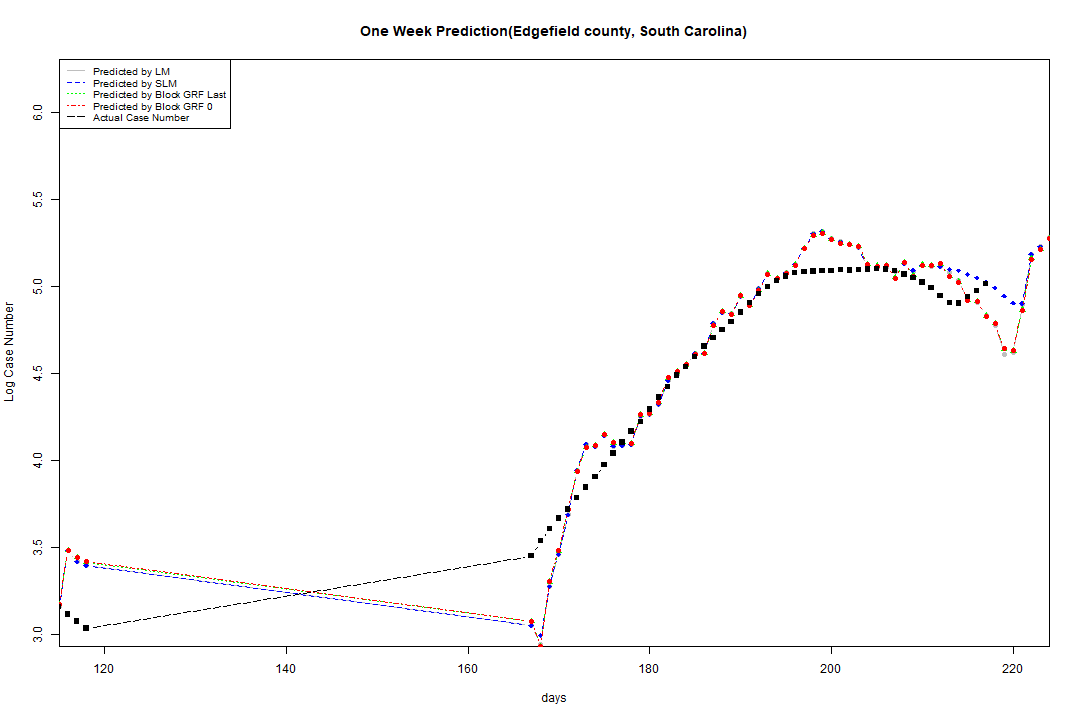 One Week Prediction(Edgefield county, South Carolina)
Predicted by LM
Predicted by SLM
Predicted by Block GRF Last
Predicted by Block GRF 0
Actual Case Number
6.0
5.5
5.0
4.5
4.0
3.5
3.0
Log Case Number
120 140 160 180 200 220
days